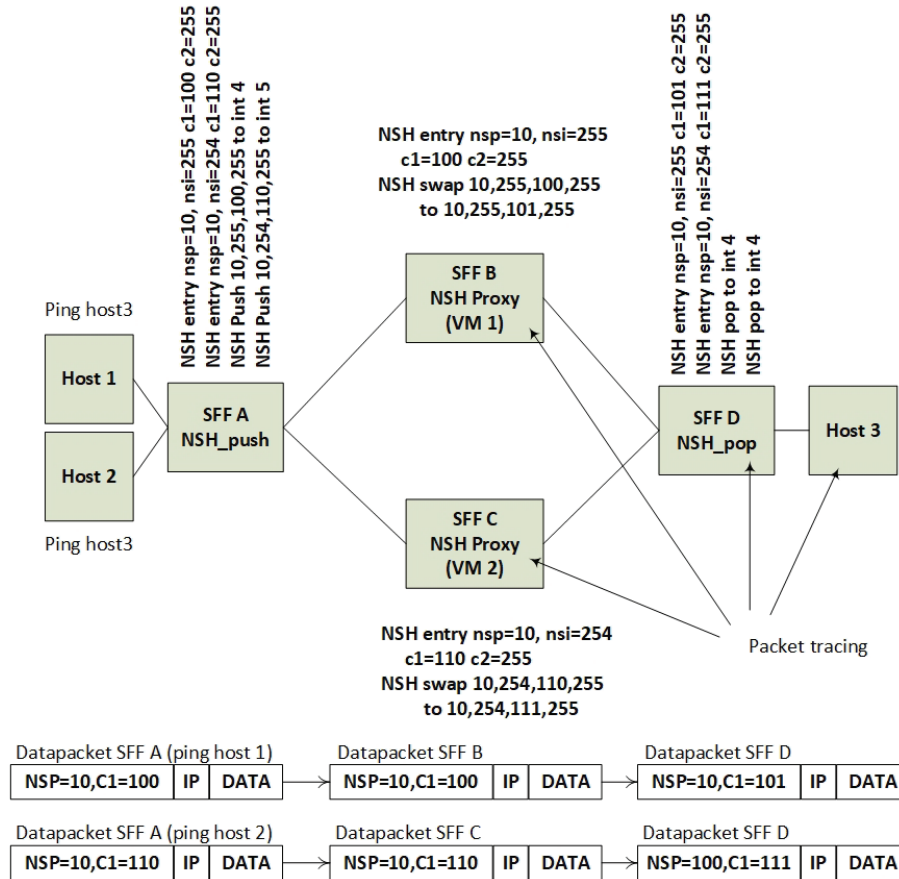 NSH entry nsp=10, nsi=255 c1=100 c2=255
NSH entry nsp=10, nsi=254 c1=110 c2=255
NSH Push 10,255,100,255 to int 4
NSH Push 10,254,110,255 to int 5
NSH entry nsp=10, nsi=255
c1=100 c2=255
NSH swap 10,255,100,255
to 10,255,101,255
NSH entry nsp=10, nsi=255 c1=101 c2=255
NSH entry nsp=10, nsi=254 c1=111 c2=255
NSH pop to int 4
NSH pop to int 4
Ping host3
Host 1
Host 2
Ping host3
SFF A
NSH_push
SFF B
NSH Proxy
(VM 1)
SFF C
NSH Proxy
(VM 2)
SFF D
NSH_pop
Host 3
NSH entry nsp=10, nsi=254
c1=110 c2=255
NSH swap 10,254,110,255
to 10,254,111,255
Packet tracing
Datapacket SFF A (ping host 1)
NSP=10,C1=100 IP DATA
Datapacket SFF B
NSP=10,C1=100 IP DATA
Datapacket SFF D
NSP=10,C1=101 IP DATA
Datapacket SFF A (ping host 2)
NSP=10,C1=110 IP DATA
Datapacket SFF C
NSP=10,C1=110 IP DATA
Datapacket SFF D
NSP=100,C1=111 IP DATA